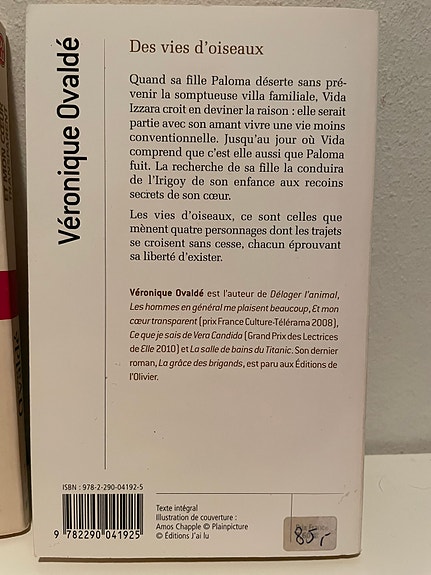 Véronique Ovaldé
Des vies d'oiseaux
Quand sa fille Paloma déserte sans pré-
venir la somptueuse villa familiale, Vida
Izzara croit en deviner la raison : elle serait
partie avec son amant vivre une vie moins
conventionnelle. Jusqu'au jour où Vida
comprend que c'est elle aussi que Paloma
fuit. La recherche de sa fille la conduira
de l'Irigoy de son enfance aux recoins
secrets de son cœur.
Les vies d'oiseaux, ce sont celles que
mènent quatre personnages dont les trajets
se croisent sans cesse, chacun éprouvant
sa liberté d'exister.
Véronique Ovaldé est l'auteur de Déloger l'animal,
Les hommes en général me plaisent beaucoup, Et mon
cœur transparent (prix France Culture-Télérama 2008),
Ce que je sais de Vera Candida (Grand Prix des Lectrices
de Elle 2010) et La salle de bains du Titanic. Son dernier
roman, La grâce des brigands, est paru aux Éditions de
l'Olivier.
ISBN : 978-2-290-04192-5
9 782290 041925
Texte intégral
Illustration de couverture :
Amos Chapple © Plainpicture
© Éditions J'ai lu
85,-